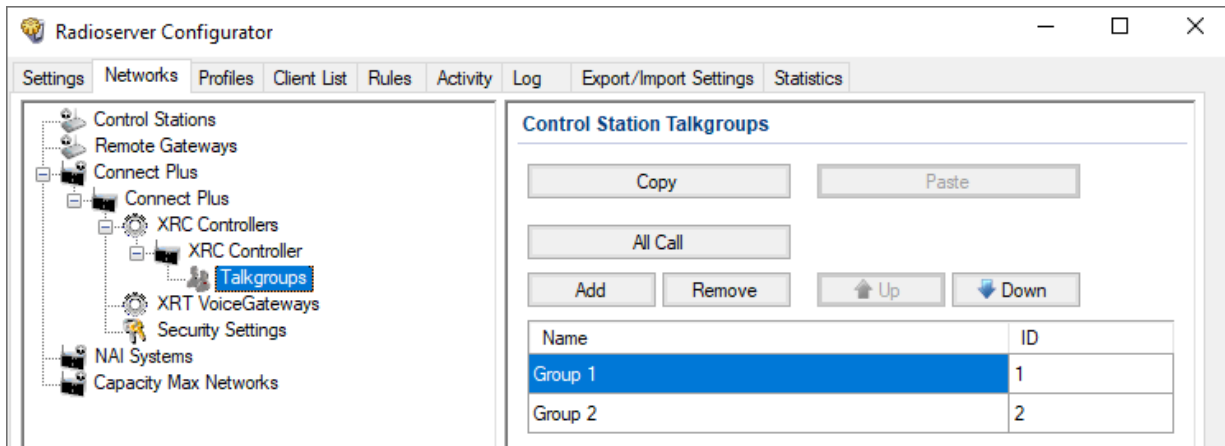 Radioserver Configurator
Settings Networks Profiles Client List Rules Activity Log Export/Import Settings Statistics
Control Stations
Remote Gateways
Connect Plus
Connect Plus
XRC Controllers
XRC Controller
Talkgroups
XRT VoiceGateways
Security Settings
NAI Systems
Capacity Max Networks
Control Station Talkgroups
Copy Paste
All Call
Add Remove Up Down
Name ID
Group 1 1
Group 2 2